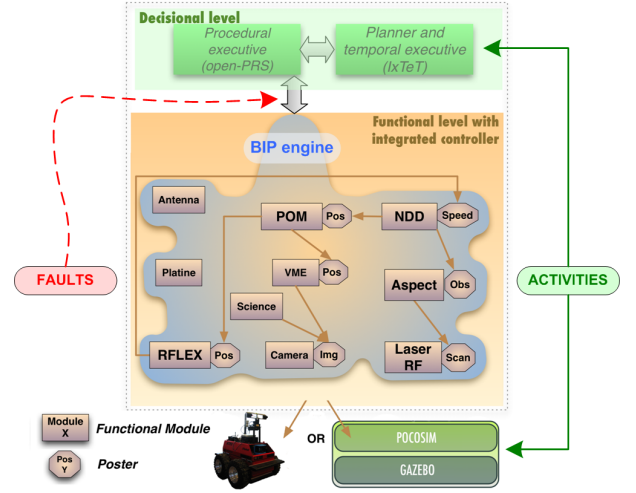 Decisional level
Procedural
executive
(open-PRS)
Planner and
temporal executive
(IxTeT)
Functional level with
integrated controller
BIP engine
Antenna
POM
Pos
NDD
Speed
FAULTS
Platine
VME
Pos
Aspect
Obs
ACTIVITIES
Science
RFLEX
Pos
Camera
Img
Laser
RF
Scan
Module
X
Functional Module
Pos
Y
Poster
OR
POCOSIM
GAZEBO